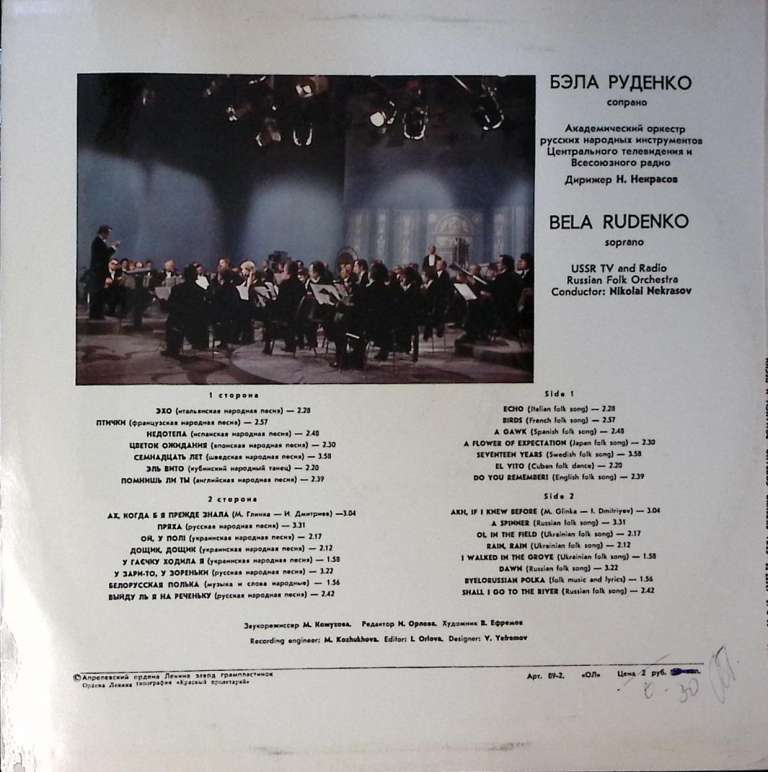 БЭЛА РУДЕНКО
сопрано
Академический оркестр
русских народных инструментов
Центрального телевидения и
Всесоюзного радио
Дирижер Н. Некрасов
BELA RUDENKO
soprano
USSR TV and Radio
Russian Folk Orchestra
Conductor: Nikolai Nekrasov
1 сторона
ЭХО (итальянская народная песня) — 2.28
ПТИЧКИ (французская народная песня) — 2.57
НЕДОТЕПА (испанская народная песня) — 2.48
ЦВЕТОК ОЖИДАНИЯ (японская народная песня) — 2.30
СЕМНАДЦАТЬ ЛЕТ (шведская народная песня) — 3.58
ЭЛЬ ВИТО (кубинский народный танец) — 2.20
ПОМНИШЬ ЛИ ТЫ (английская народная песня) — 2.39
2 сторона
АХ, КОГДА Б Я ПРЕЖДЕ ЗНАЛА (М. Глинка — И. Дмитриев) —3.04
ПРЯХА (русская народная песня) — 3.31
ОЙ, У ПОЛІ (украинская народная песня) — 2.17
ДОЩИК, ДОЩИК (украинская народная песня) — 2.12
У ГАЄЧКУ ХОДИЛА Я (украинская народная песня) — 1.58
У ЗАРИ-ТО, У ЗОРЕНЬКИ (русская народная песня) — 3.22
БЕЛОРУССКАЯ ПОЛЬКА (музыка и слова народные) — 1.56
ВЫЙДУ ЛЬ Я НА РЕЧЕНЬКУ (русская народная песня) — 2.42
Side 1
ECHO (Italian folk song) — 2.28
BIRDS (French folk song) — 2.57
A GAWK (Spanish folk song) — 2.48
A FLOWER OF EXPECTATION (Japan folk song) — 2.30
SEVENTEEN YEARS (Swedish folk song) — 3.58
EL VITO (Cuban folk dance) — 2.20
DO YOU REMEMBER! (English folk song) — 2.39
Side 2
AKH, IF I KNEW BEFORE (M. Glinka — I. Dmitriyev) — 3.04
A SPINNER (Russian folk song) — 3.31
OI, IN THE FIELD (Ukrainian folk song) — 2.17
RAIN, RAIN (Ukrainian folk song) — 2.12
I WALKED IN THE GROVE (Ukrainian folk song) — 1.58
DAWN (Russian folk song) — 3.22
BYELORUSSIAN POLKA (folk music and lyrics) — 1.56
SHALL I GO TO THE RIVER (Russian folk song) — 2.42
Звукорежиссер М. Кожухова. Редактор И. Орлова. Художник В. Ефремов
Recording engineer: M. Kozhukhova. Editor: I. Orlova. Designer: V. Yefremov
©Апрелевский ордена Ленина завод грампластинок
Ордена Ленина типография «Красный пролетарий»
Арт. 09-2. «ОЛ» Цена 2 руб. коп.
30